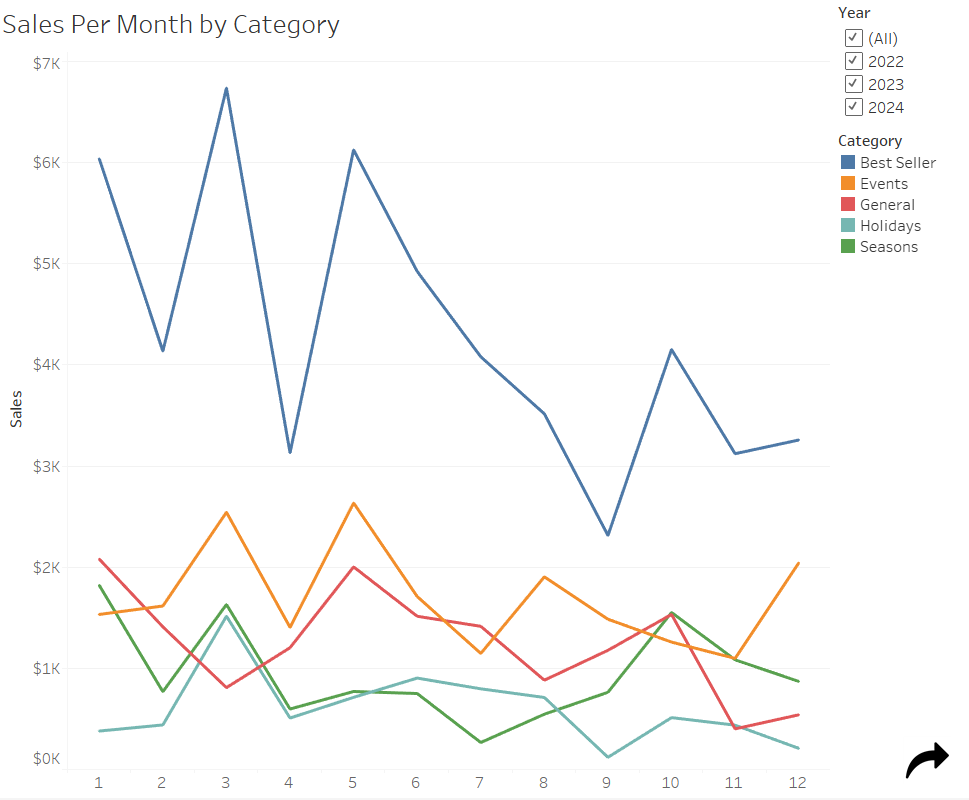 Sales Per Month by Category
Year
(All)
2022
2023
2024
Category
Best Seller
Events
General
Holidays
Seasons
Sales
$7K
$6K
$5K
$4K
$3K
$2K
$1K
$0K
1 2 3 4 5 6 7 8 9 10 11 12